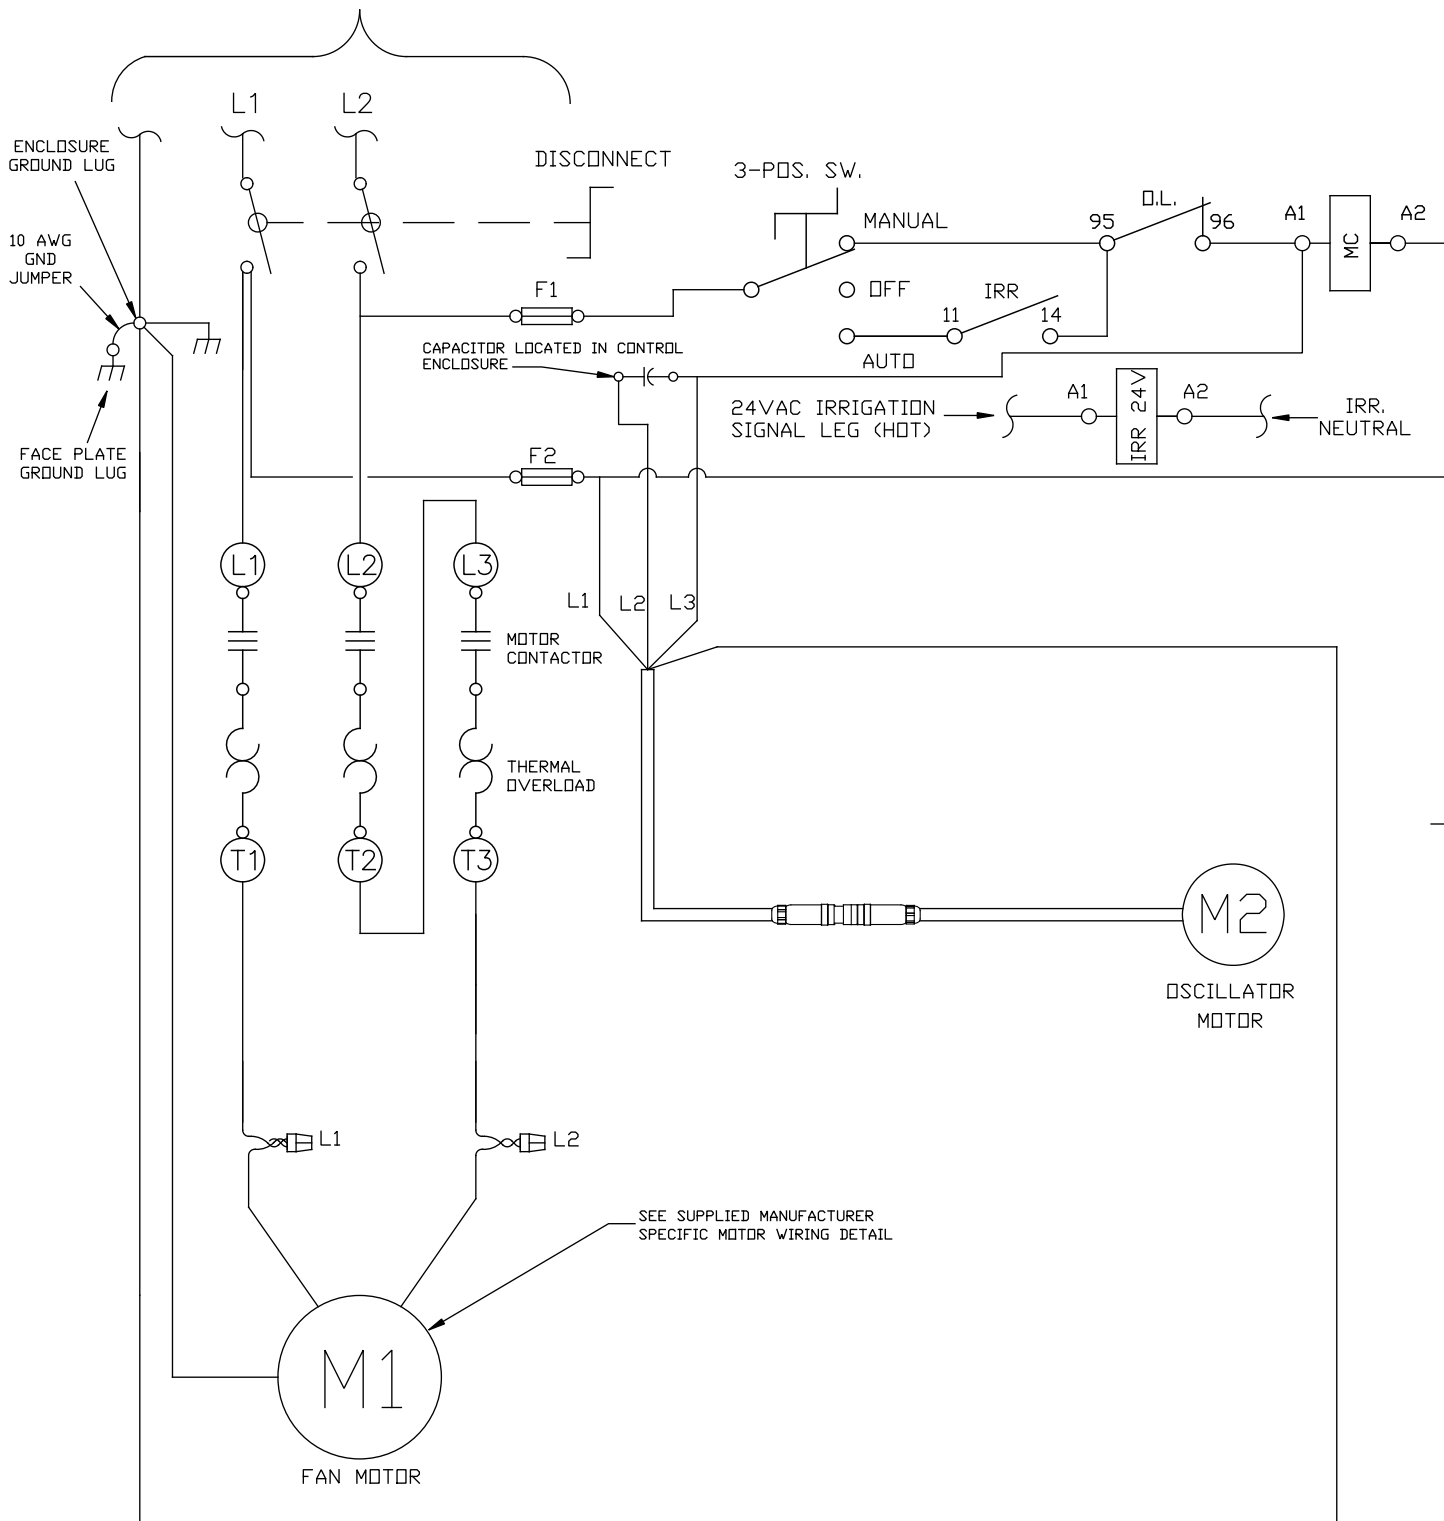 L1
L2
ENCLOSURE
GROUND LUG
DISCONNECT
3-POS. SW.
MANUAL
O.L.
95
96
A1
MC
A2
10 AWG
GND
JUMPER
F1
OFF
IRR
11
14
AUTO
CAPACITOR LOCATED IN CONTROL
ENCLOSURE
24VAC IRRIGATION
SIGNAL LEG (HOT)
A1
IRR 24V
A2
IRR.
NEUTRAL
FACE PLATE
GROUND LUG
F2
L1
L2
L3
L1
L2
L3
MOTOR
CONTACTOR
THERMAL
OVERLOAD
T1
T2
T3
M2
OSCILLATOR
MOTOR
L1
L2
SEE SUPPLIED MANUFACTURER
SPECIFIC MOTOR WIRING DETAIL
M1
FAN MOTOR